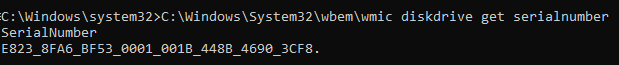 C:\Windows\system32>C:\Windows\System32\wbem\wmic diskdrive get serialnumber
SerialNumber
E823_8FA6_BF53_0001_001B_448B_4690_3CF8.